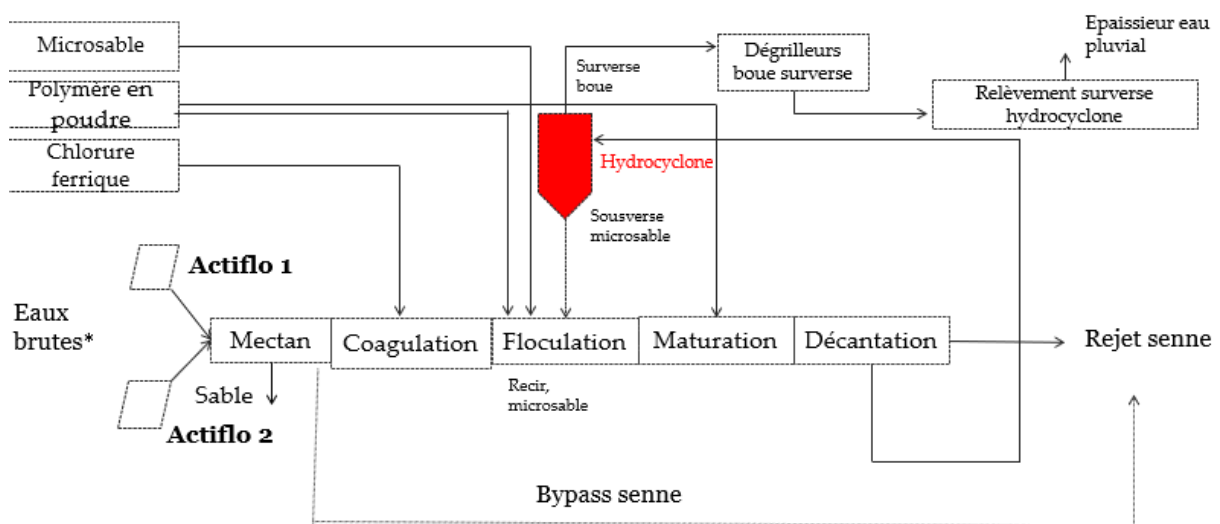 Microsable
Polymère en
poudre
Chlorure
ferrique
Surverse
boue
Dégrilleurs
boue surverse
Epaissieur eau
pluvial
Relèvement surverse
hydrocyclone
Hydrocyclone
Sousverse
microsable
Actiflo 1
Eaux
brutes*
Mectan
Coagulation
Floculation
Maturation
Décantation
Rejet senne
Sable
Recir,
microsable
Actiflo 2
Bypass senne